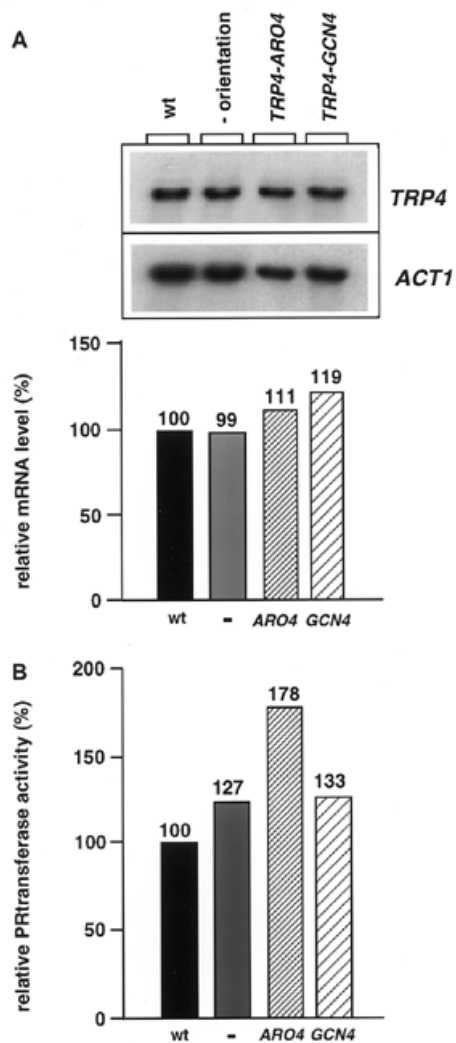 A
wt
- orientation
TRP4-ARO4
TRP4-GCN4
TRP4
ACT1
relative mRNA level (%)
150
100
50
0
100
99
111
119
wt
-
ARO4
GCN4
B
relative PRtransferase activity (%)
200
150
100
50
0
100
127
178
133
wt
-
ARO4
GCN4